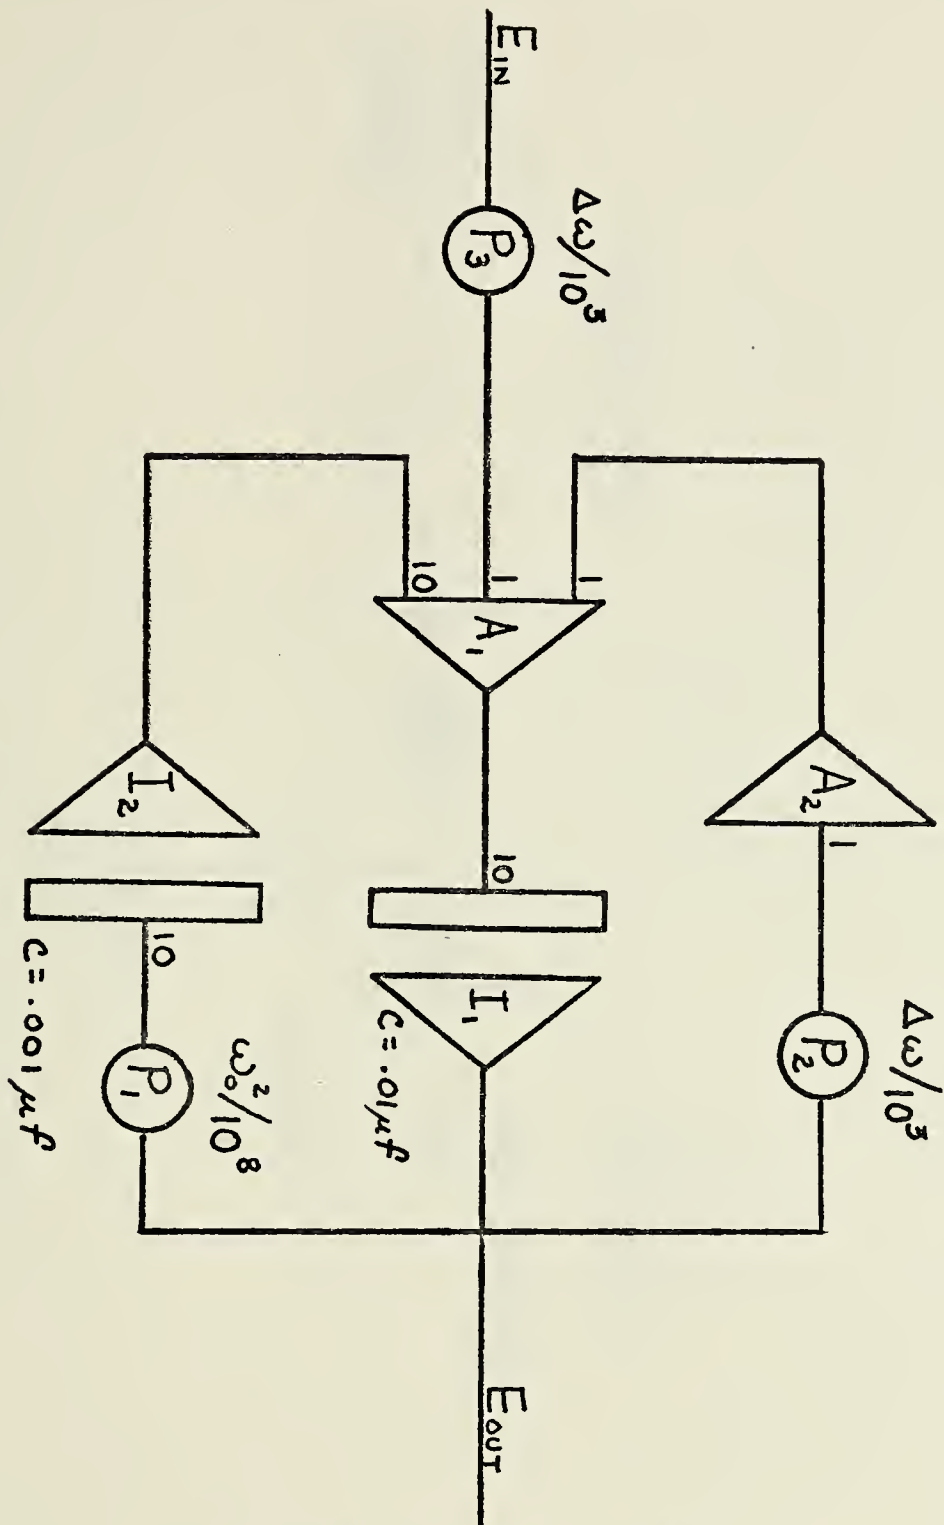 E_IN
Δω/10³
P₃
1
1
10
A₁
A₂
1
Δω/10³
P₂
10
I₁
C=.01μf
I₂
10
C=.001μf
P₁
ω₀²/10⁸
E_OUT